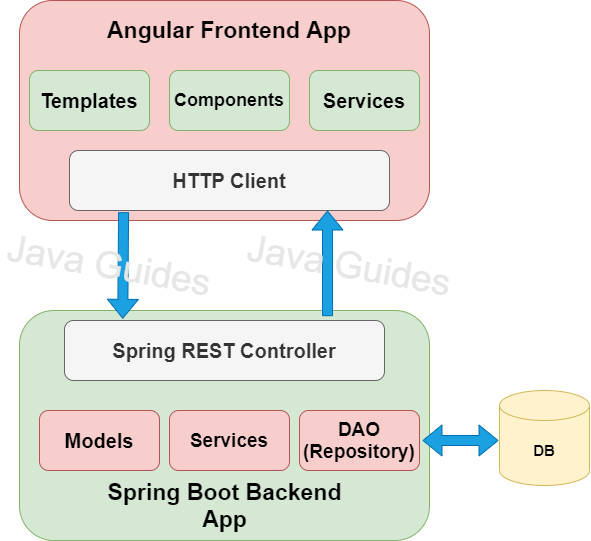 Angular Frontend App
Templates
Components
Services
HTTP Client
Java Guides
Java Guides
Spring REST Controller
Models
Services
DAO
(Repository)
DB
Spring Boot Backend
App